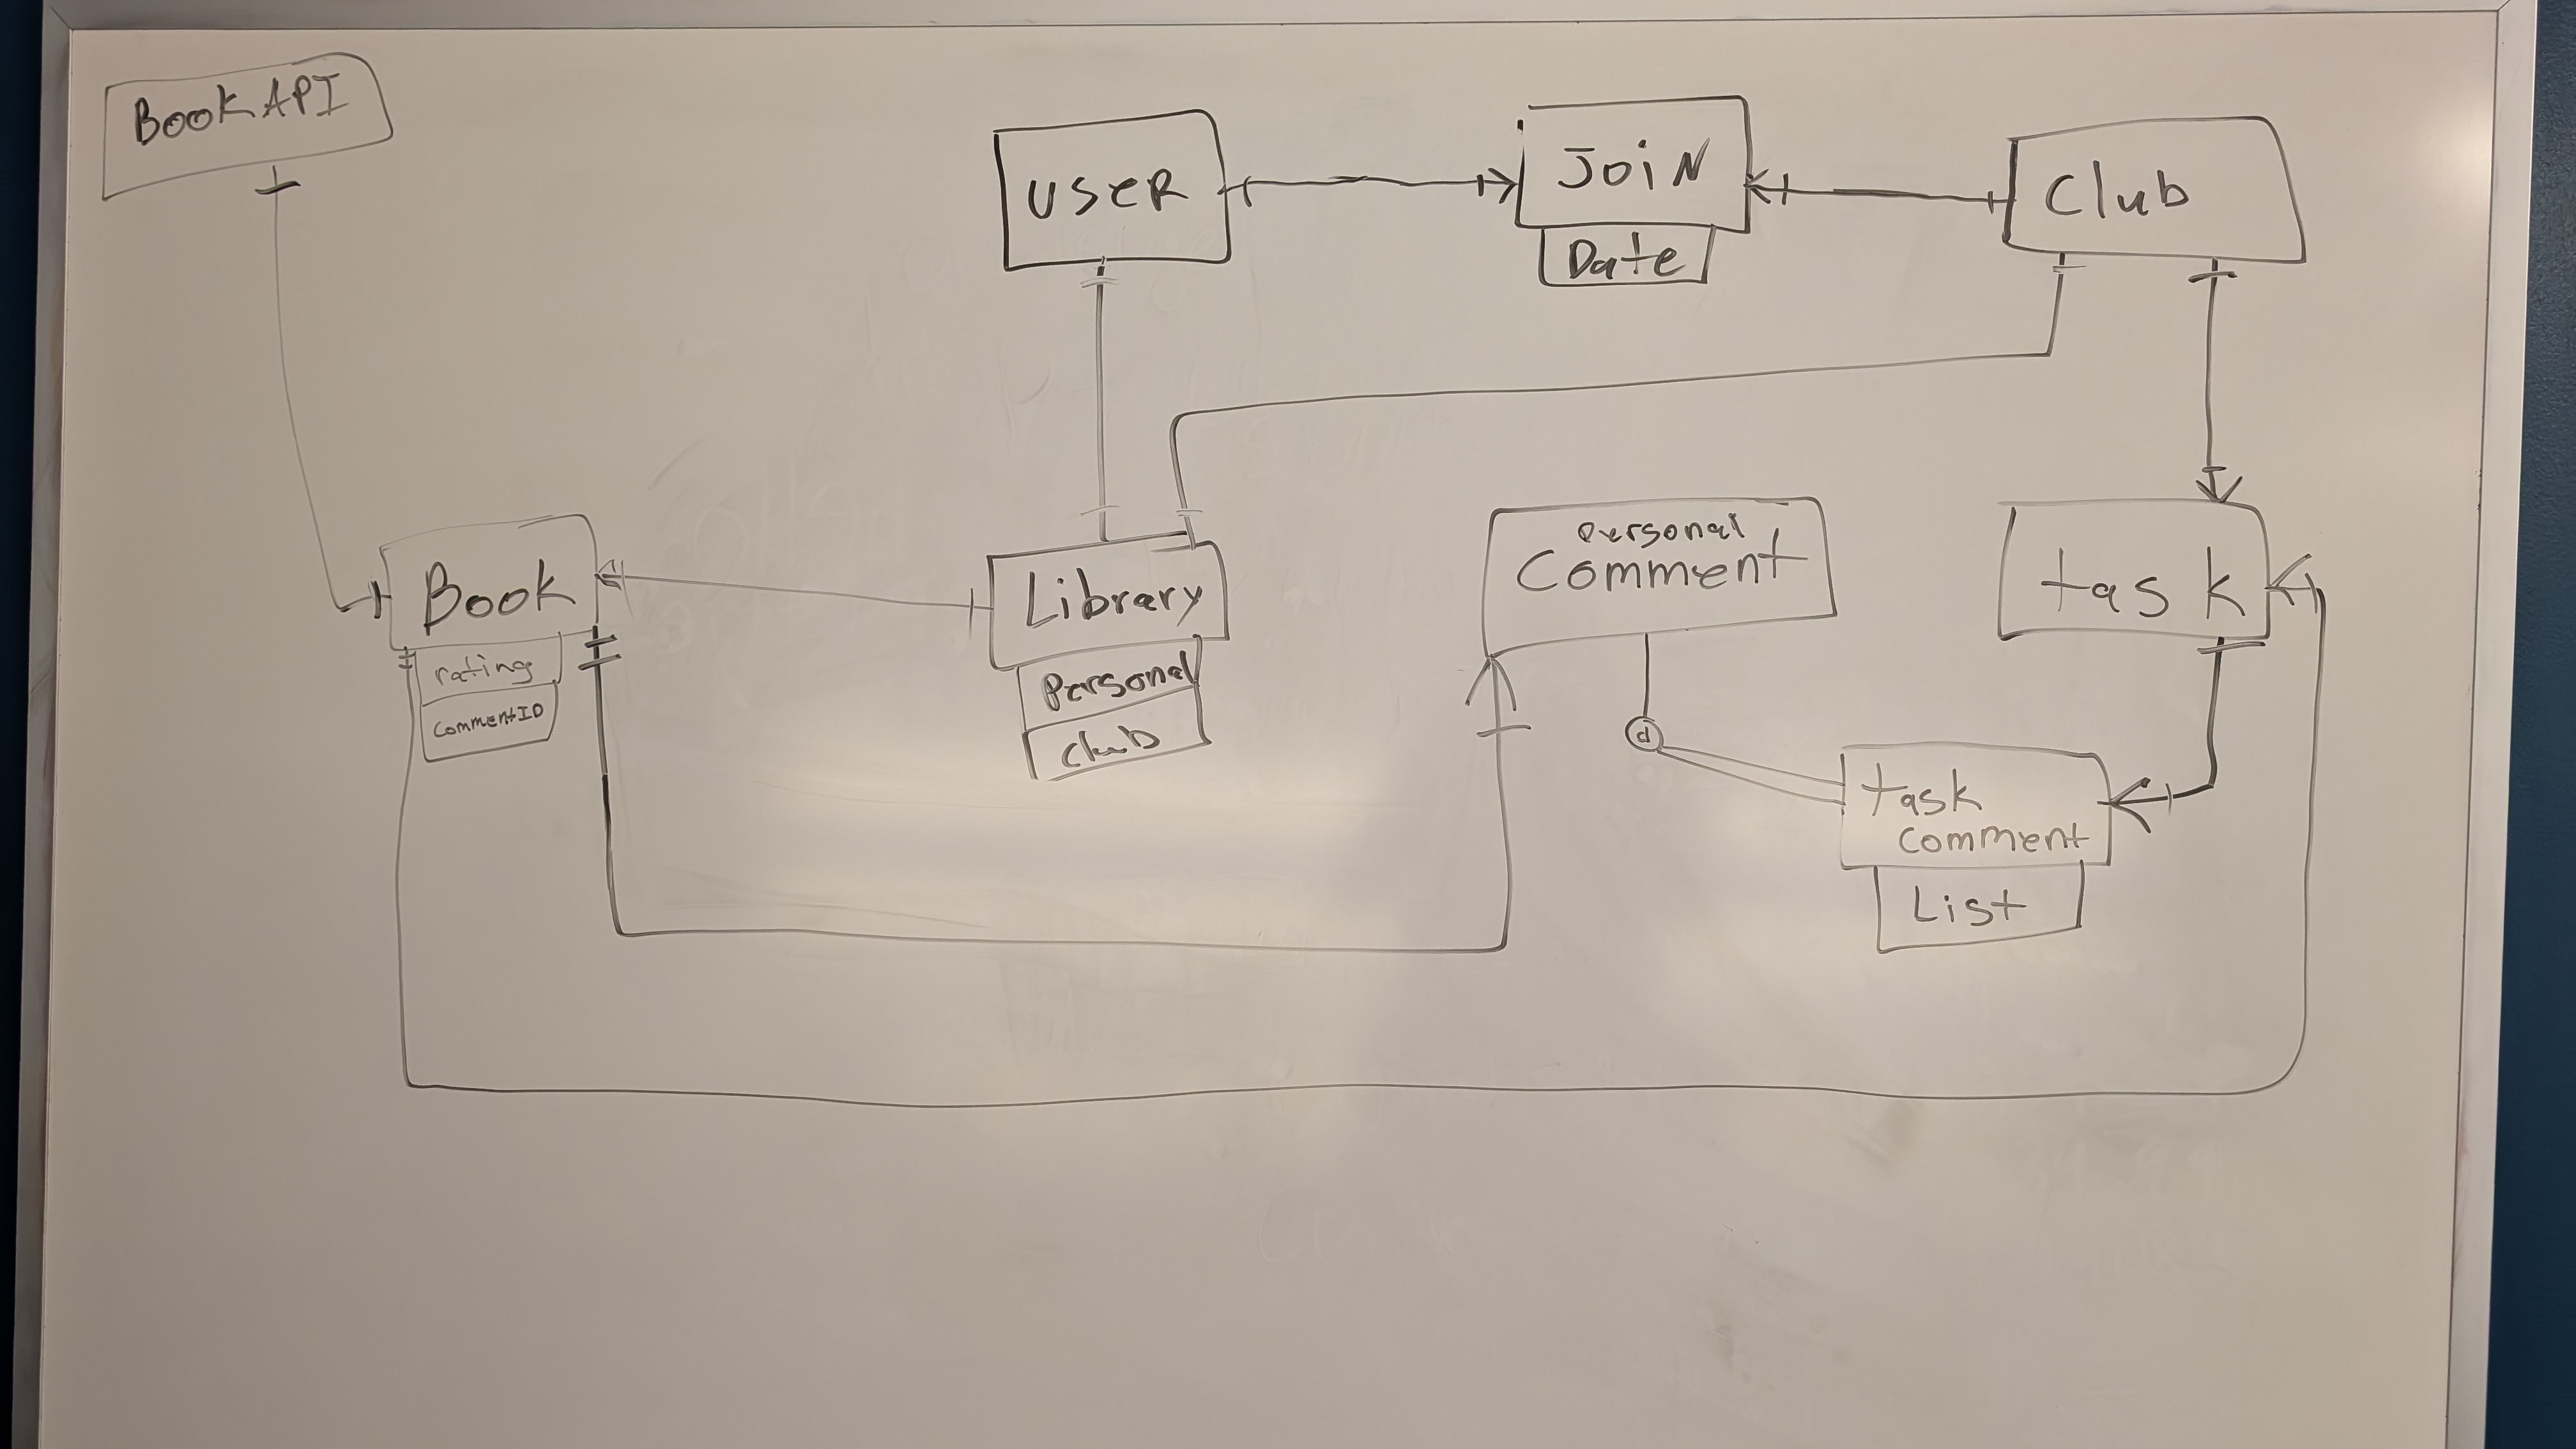 BookAPI
USER
JOIN
Date
Club
Book
rating
CommentID
Library
Personal
Club
Personal
Comment
task
d
task
comment
List